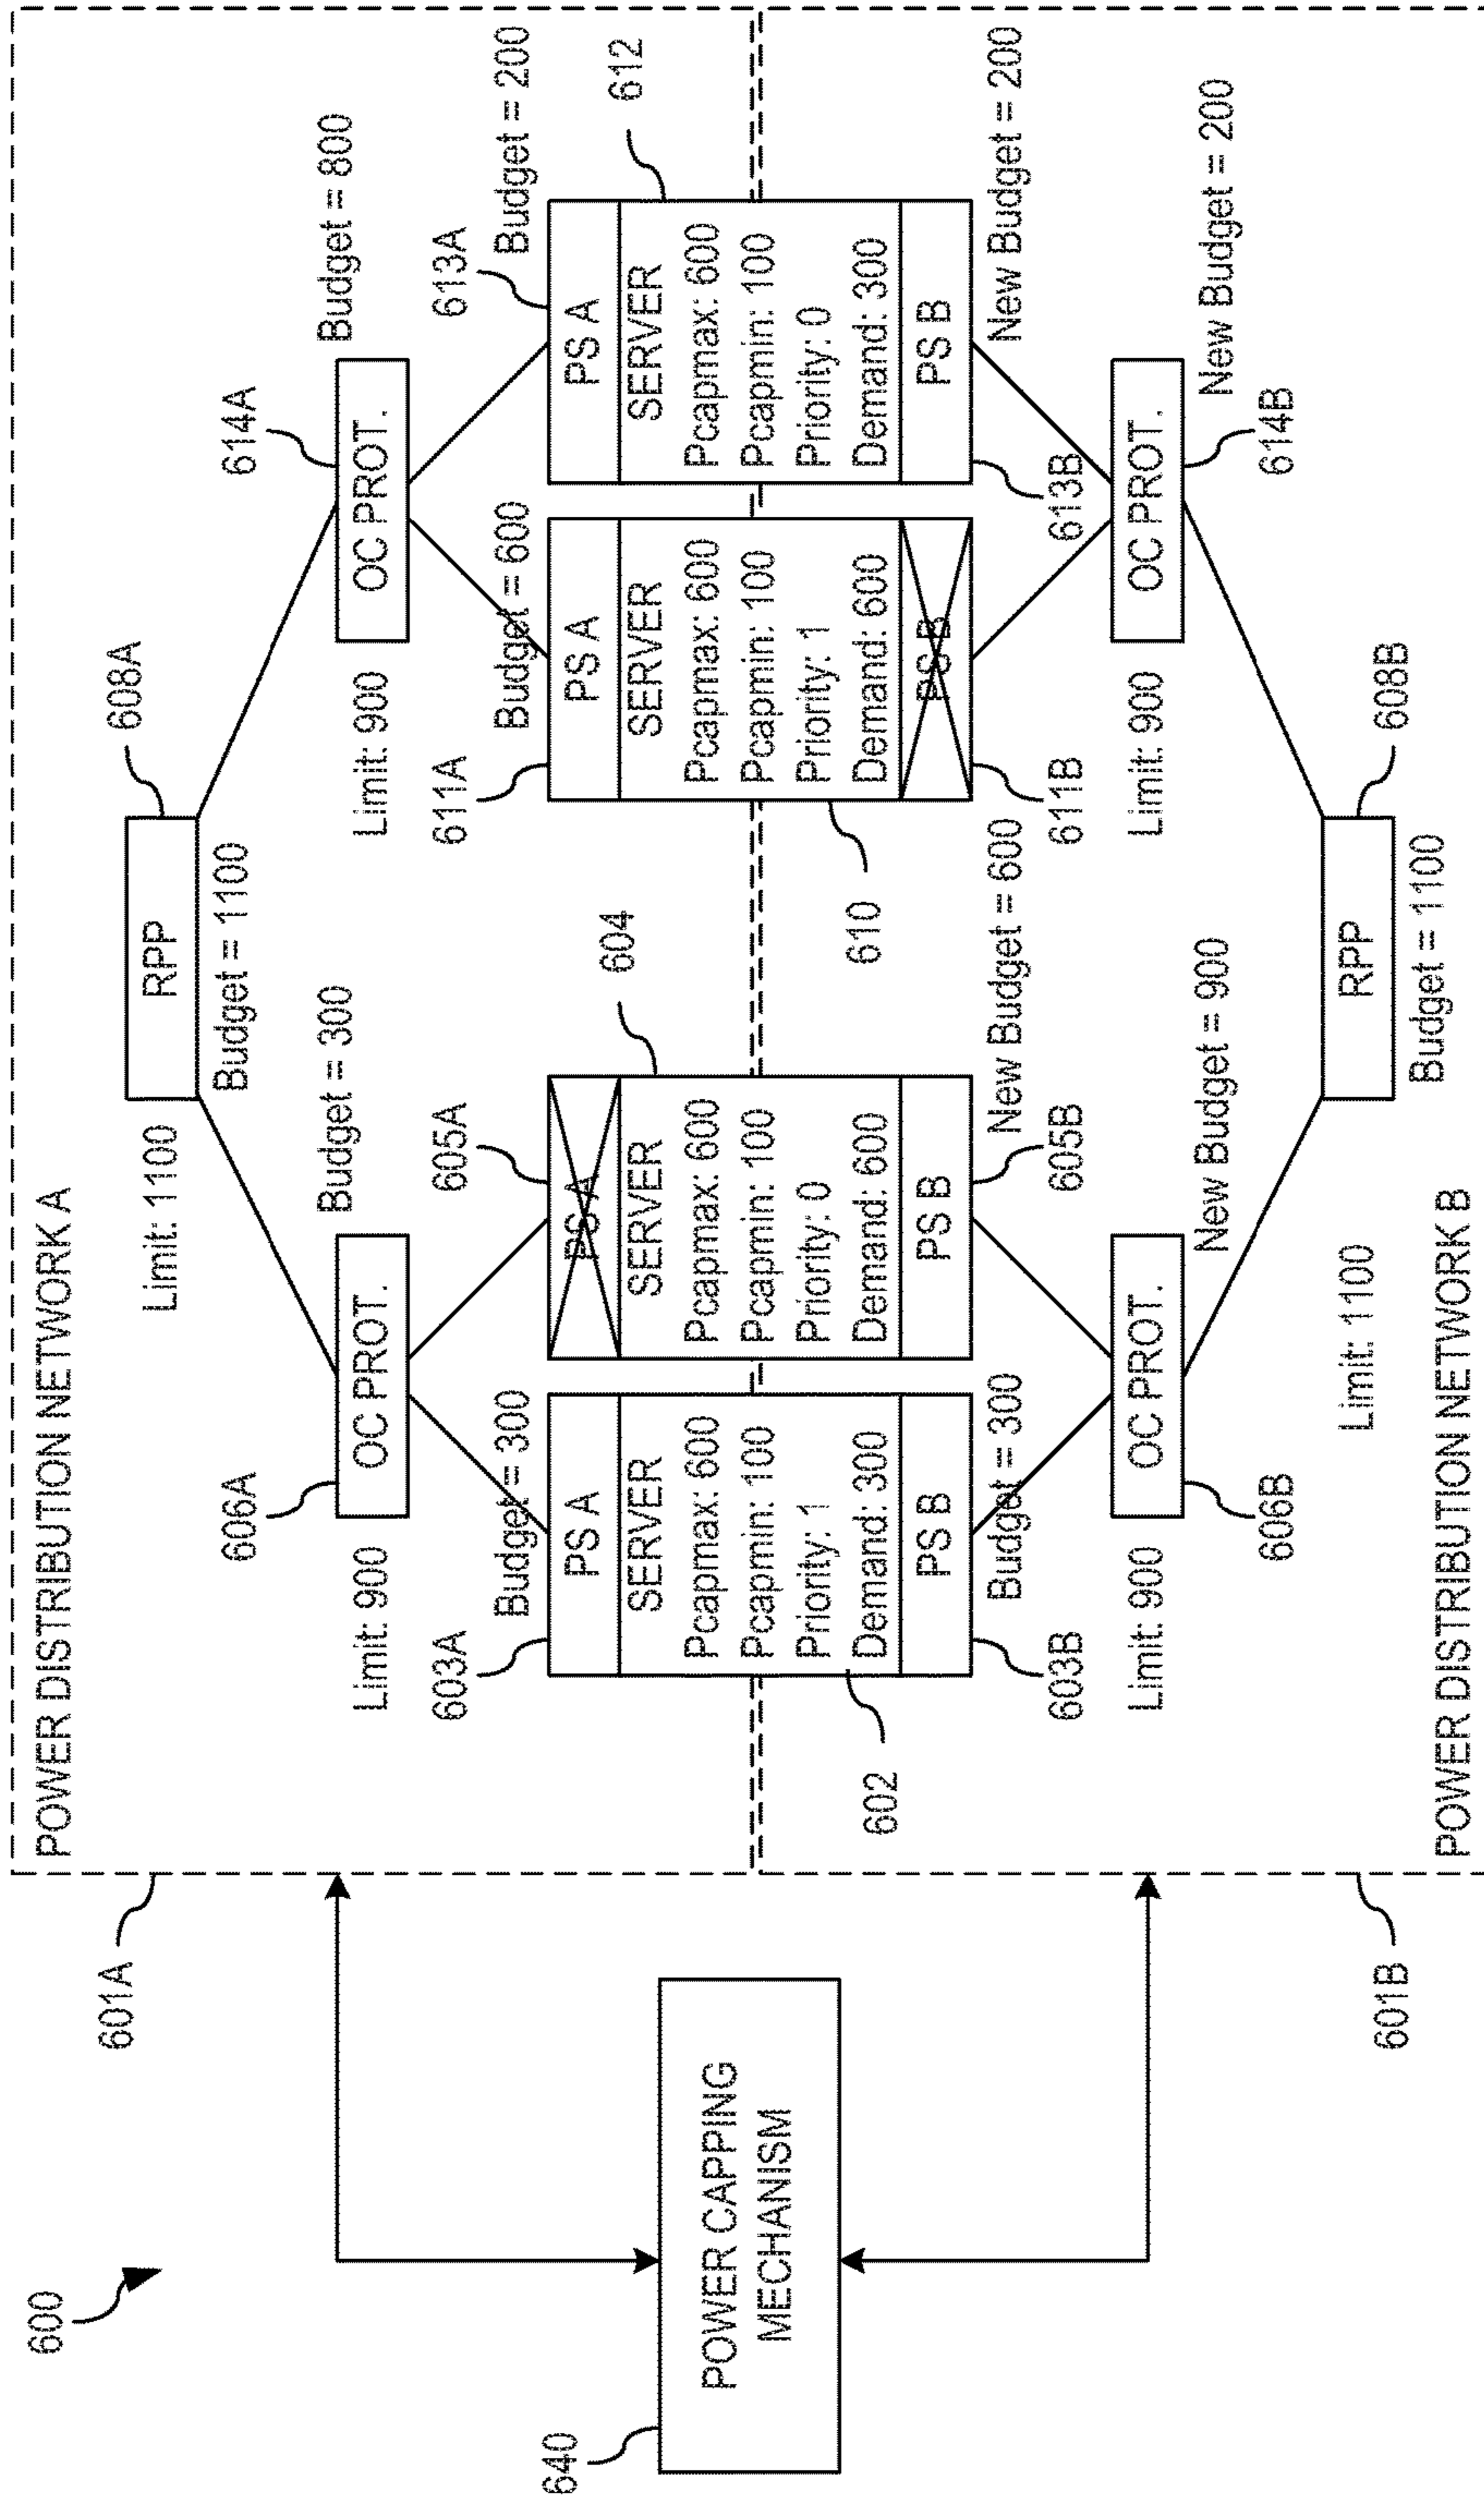 600
640
POWER CAPPING
MECHANISM
601A
601B
POWER DISTRIBUTION NETWORK A
Limit: 1100
RPP
608A
Budget = 1100
606A
Limit: 900
OC PROT.
Budget = 300
Limit: 900
OC PROT.
614A
Budget = 800
603A
Budget = 300
605A
611A
Budget = 600
613A
Budget = 200
PS A
SERVER
Pcapmax: 600
Pcapmin: 100
Priority: 1
Demand: 300
PS B
602
PS A
SERVER
Pcapmax: 600
Pcapmin: 100
Priority: 0
Demand: 600
PS B
604
PS A
SERVER
Pcapmax: 600
Pcapmin: 100
Priority: 1
Demand: 600
PS B
610
PS A
SERVER
Pcapmax: 600
Pcapmin: 100
Priority: 0
Demand: 300
PS B
612
603B
Budget = 300
605B
New Budget = 600
611B
613B
New Budget = 200
Limit: 900
OC PROT.
606B
New Budget = 900
Limit: 900
OC PROT.
614B
New Budget = 200
Limit: 1100
RPP
608B
Budget = 1100
POWER DISTRIBUTION NETWORK B